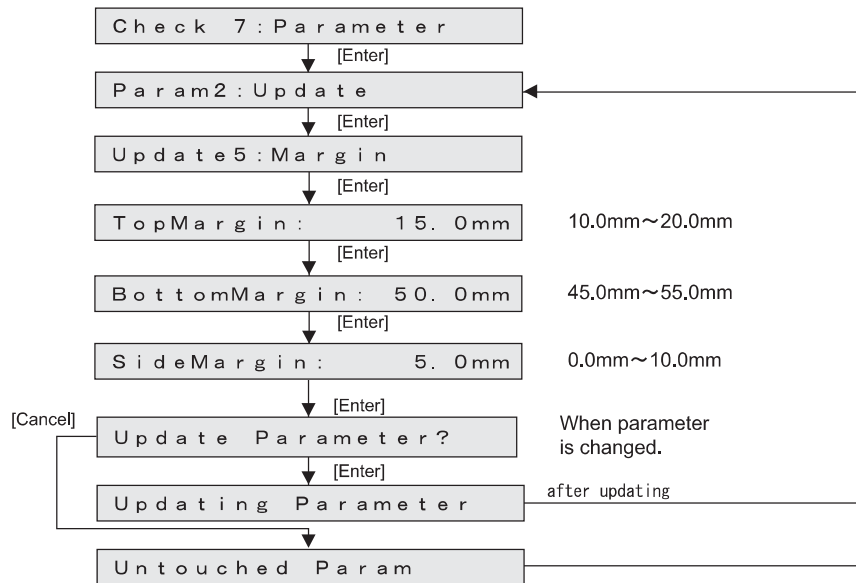 Check 7:Parameter
[Enter]
Param2:Update
[Enter]
Update5:Margin
[Enter]
TopMargin: 15.0mm 10.0mm～20.0mm
[Enter]
BottomMargin: 50.0mm 45.0mm～55.0mm
[Enter]
SideMargin: 5.0mm 0.0mm～10.0mm
[Enter]
[Cancel]
Update Parameter? When parameter
is changed.
[Enter]
Updating Parameter after updating
Untouched Param